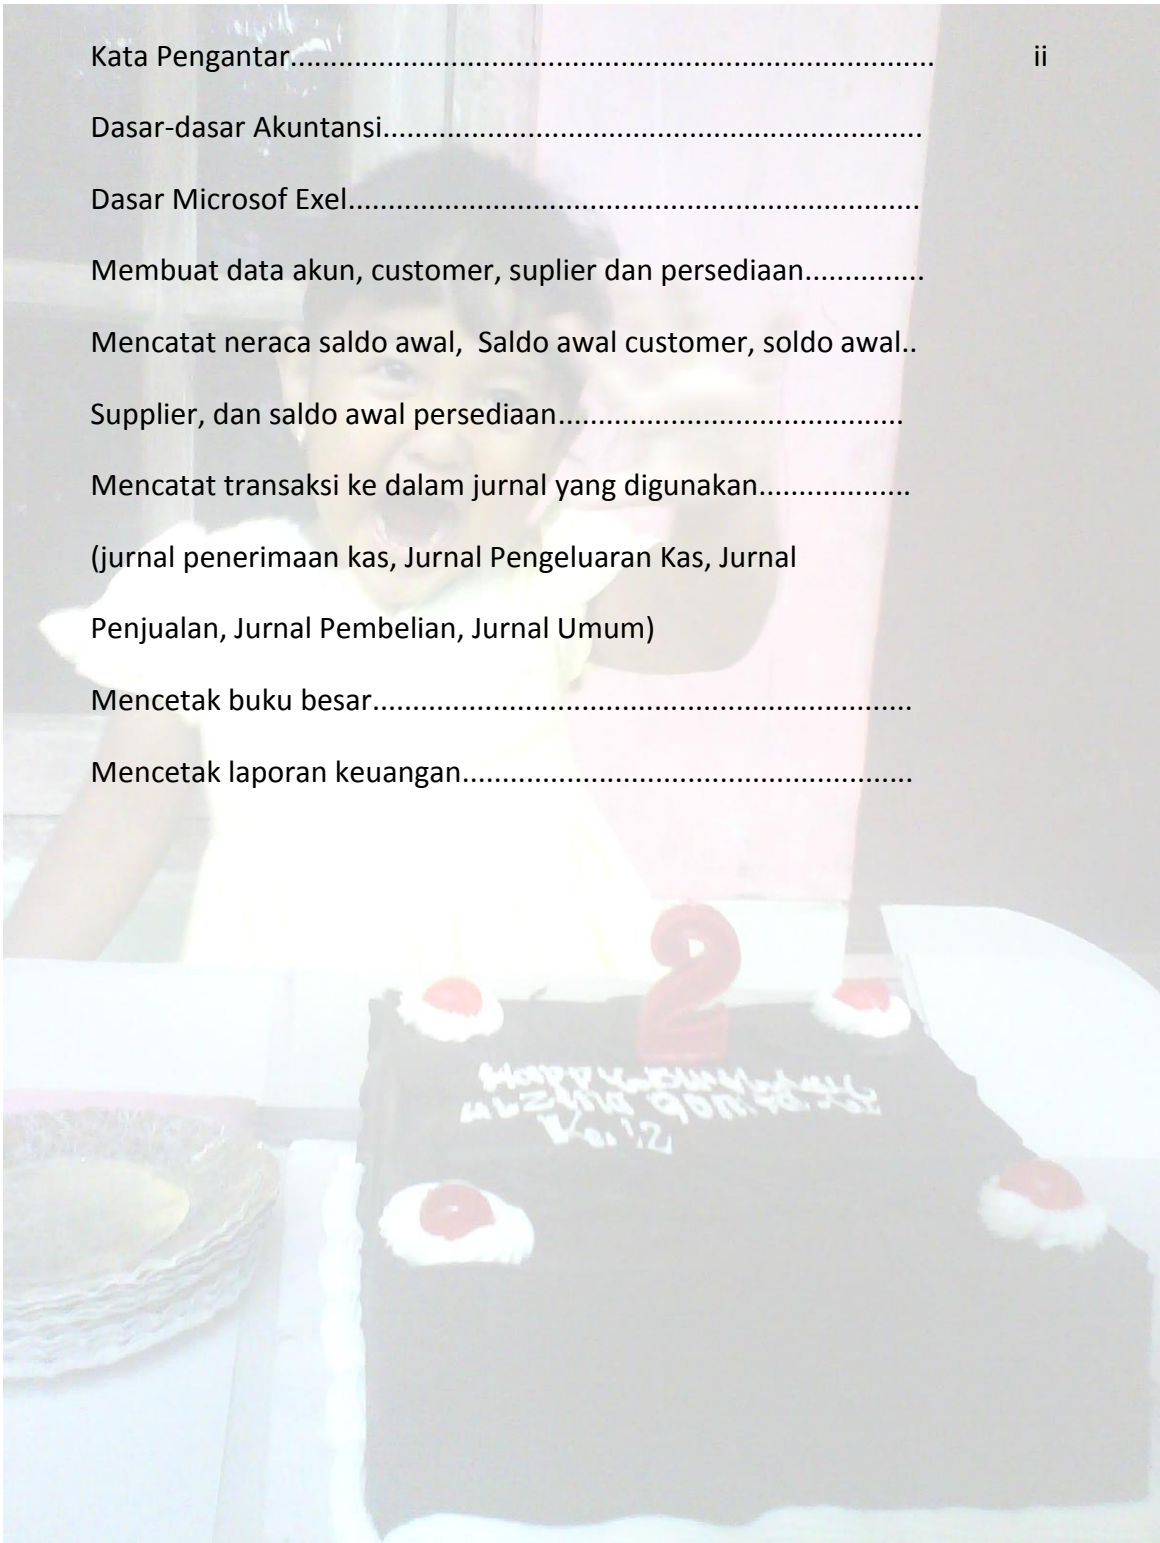 Kata Pengantar................................................................................. ii
Dasar-dasar Akuntansi....................................................................
Dasar Microsof Exel........................................................................
Membuat data akun, customer, suplier dan persediaan...............
Mencatat neraca saldo awal,  Saldo awal customer, soldo awal..
Supplier, dan saldo awal persediaan...........................................
Mencatat transaksi ke dalam jurnal yang digunakan...................
(jurnal penerimaan kas, Jurnal Pengeluaran Kas, Jurnal
Penjualan, Jurnal Pembelian, Jurnal Umum)
Mencetak buku besar....................................................................
Mencetak laporan keuangan........................................................
2
Happy